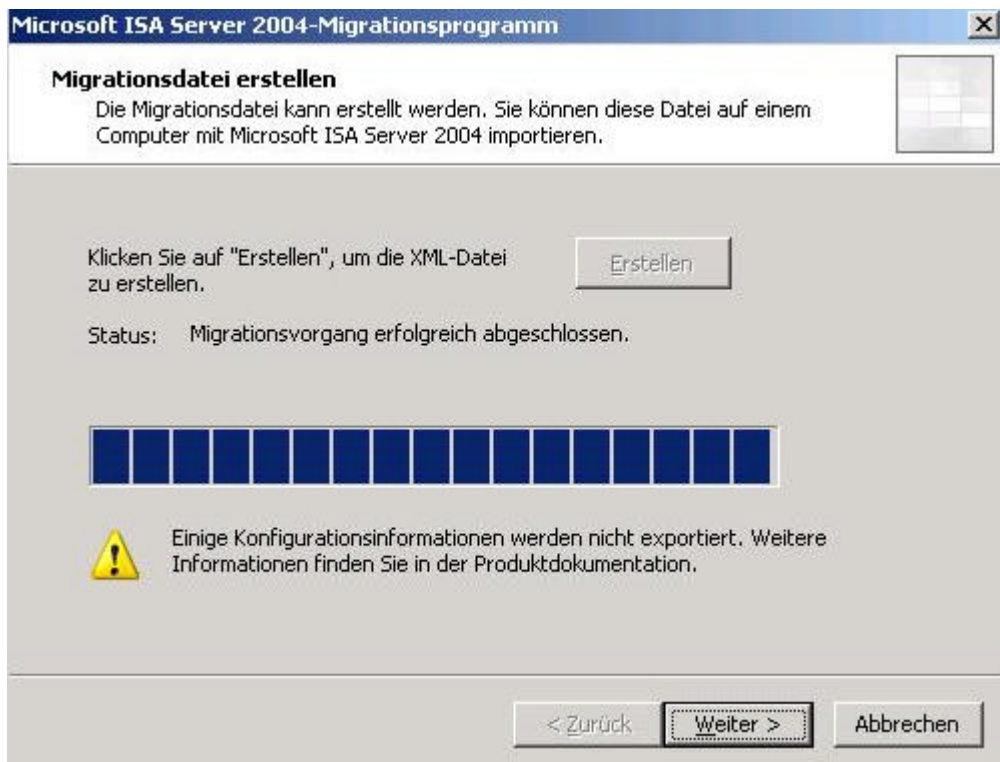 Microsoft ISA Server 2004-Migrationsprogramm
Migrationsdatei erstellen
Die Migrationsdatei kann erstellt werden. Sie können diese Datei auf einem
Computer mit Microsoft ISA Server 2004 importieren.
Klicken Sie auf "Erstellen", um die XML-Datei
zu erstellen.
Erstellen
Status: Migrationsvorgang erfolgreich abgeschlossen.
Einige Konfigurationsinformationen werden nicht exportiert. Weitere
Informationen finden Sie in der Produktdokumentation.
< Zurück Weiter > Abbrechen